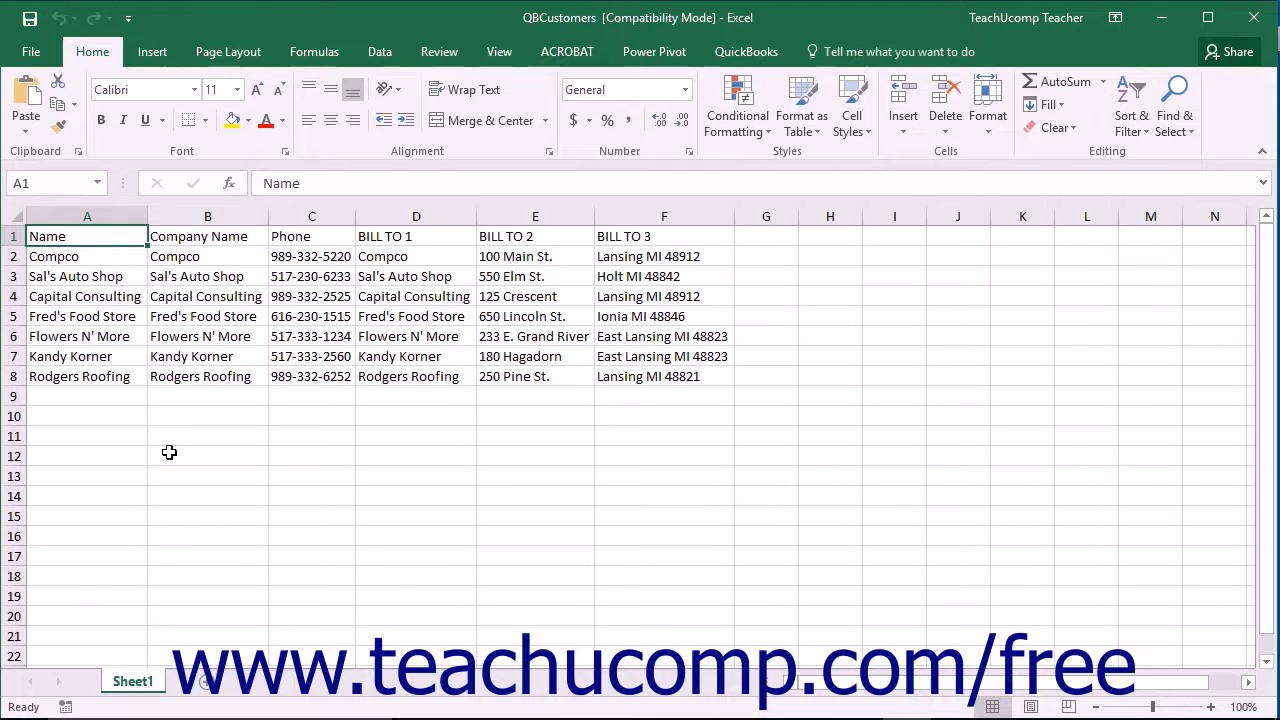 QBCustomers [Compatibility Mode] - Excel TeachUcomp Teacher
File Home Insert Page Layout Formulas Data Review View ACROBAT Power Pivot QuickBooks Tell me what you want to do Share
Paste
Clipboard
Calibri 11
B I U A
Font
Wrap Text
Merge & Center
Alignment
General
$ % ,
Number
Conditional Formatting
Format as Table
Cell Styles
Styles
Insert Delete Format
Cells
AutoSum
Fill
Clear
Sort & Filter
Find & Select
Editing
A1 fx Name
A B C D E F G H I J K L M N
1 Name Company Name Phone BILL TO 1 BILL TO 2 BILL TO 3
2 Compco Compco 989-332-5220 Compco 100 Main St. Lansing MI 48912
3 Sal's Auto Shop Sal's Auto Shop 517-230-6233 Sal's Auto Shop 550 Elm St. Holt MI 48842
4 Capital Consulting Capital Consulting 989-332-2525 Capital Consulting 125 Crescent Lansing MI 48912
5 Fred's Food Store Fred's Food Store 616-230-1515 Fred's Food Store 650 Lincoln St. Ionia MI 48846
6 Flowers N' More Flowers N' More 517-333-1234 Flowers N' More 233 E. Grand River East Lansing MI 48823
7 Kandy Korner Kandy Korner 517-333-2560 Kandy Korner 180 Hagadorn East Lansing MI 48823
8 Rodgers Roofing Rodgers Roofing 989-332-6252 Rodgers Roofing 250 Pine St. Lansing MI 48821
9
10
11
12
13
14
15
16
17
18
19
20
21
22
www.teachucomp.com/free
Sheet1
Ready 100%